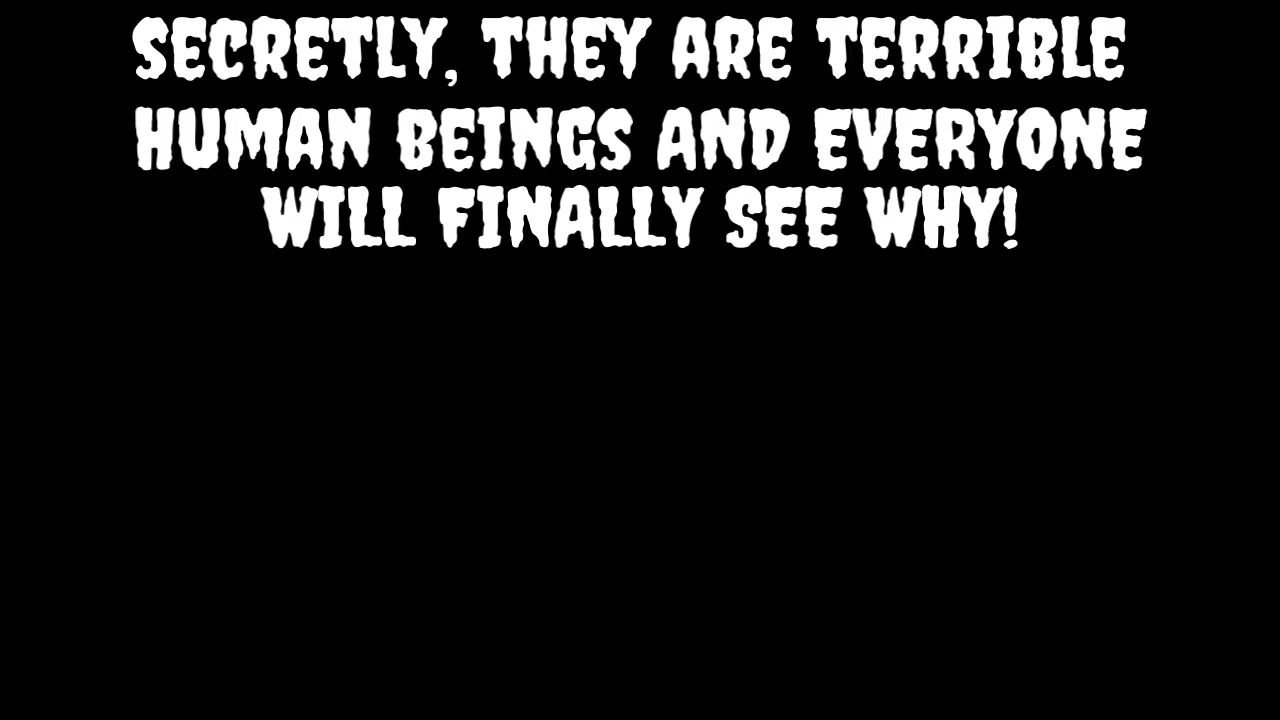 SECRETLY, THEY ARE TERRIBLE
HUMAN BEINGS AND EVERYONE
WILL FINALLY SEE WHY!